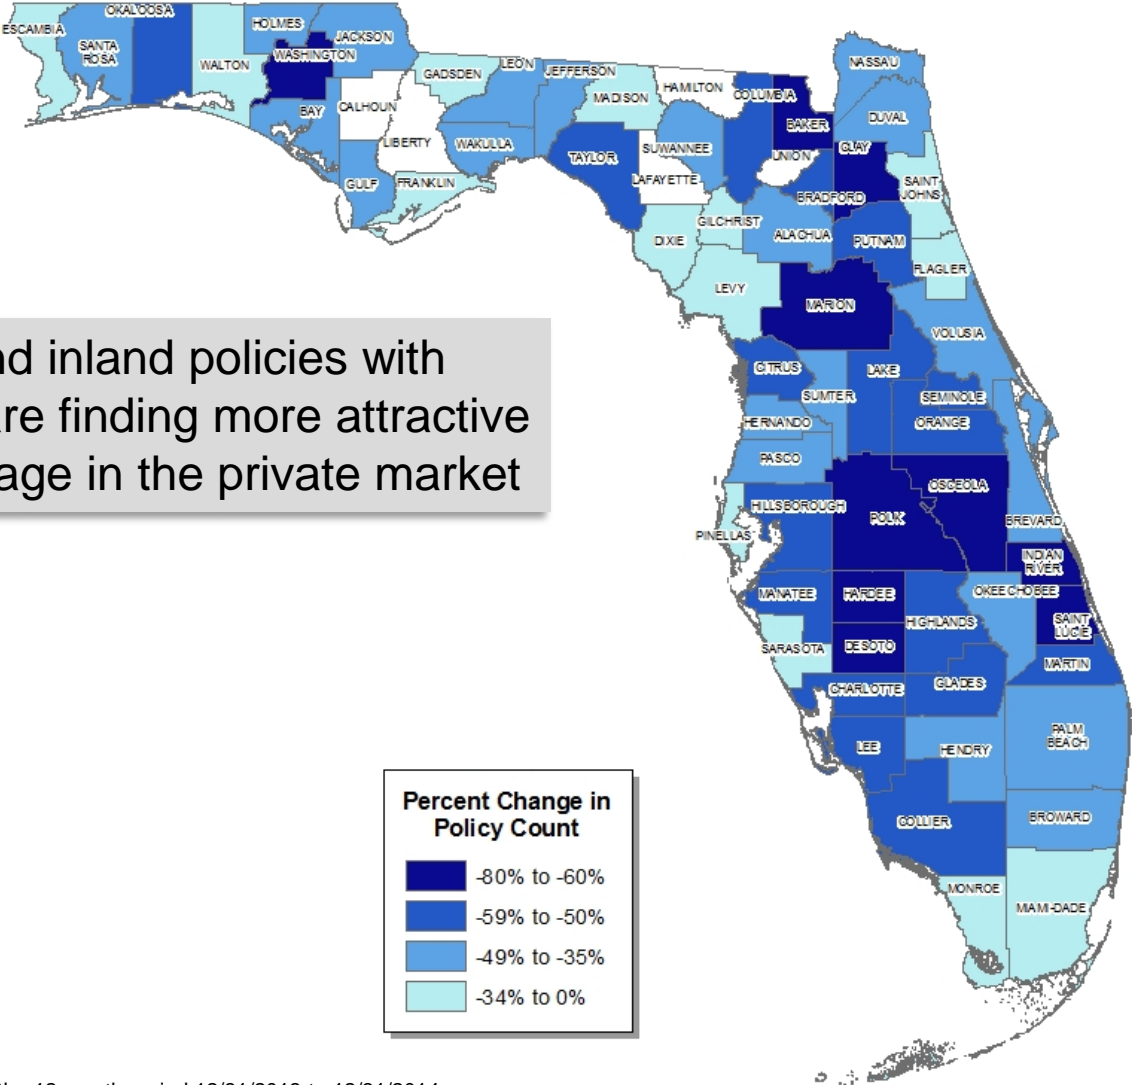 OKALOOSA
ESCAMBIA
SANTA
ROSA
WALTON
HOLMES
WASHINGTON
JACKSON
BAY
CALHOUN
GULF
LIBERTY
GADSDEN
FRANKLIN
LEON
WAKULLA
JEFFERSON
MADISON
TAYLOR
HAMILTON
SUWANNEE
LAFAYETTE
COLUMBIA
BAKER
UNION
BRADFORD
NASSAU
DUVAL
CLAY
SAINT
JOHNS
DIXIE
GILCHRIST
ALACHUA
PUTNAM
FLAGLER
LEVY
MARION
VOLUSIA
nd inland policies with
are finding more attractive
age in the private market
CITRUS
SUMTER
LAKE
SEMINOLE
HERNANDO
ORANGE
PASCO
HILLSBOROUGH
POLK
OSCEOLA
BREVARD
PINELLAS
INDIAN
RIVER
MANATEE
HARDEE
HIGHLANDS
OKEECHOBEE
SAINT
LUCIE
SARASOTA
DESOTO
MARTIN
CHARLOTTE
GLADES
LEE
HENDRY
PALM
BEACH
COLLIER
BROWARD
MONROE
MIAMI-DADE
Percent Change in
Policy Count
-80% to -60%
-59% to -50%
-49% to -35%
-34% to 0%